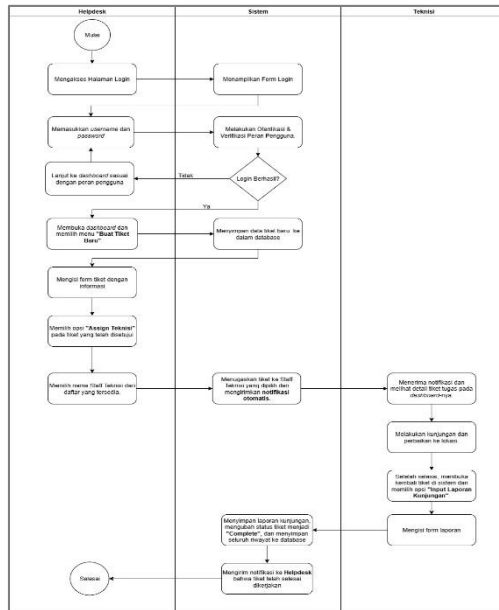 Helpdesk
Sistem
Teknisi
Mulai
Mengakses Halaman Login
Menampilkan Form Login
Memasukkan username dan
password
Melakukan Otentikasi &
Verifikasi Peran Pengguna.
Lanjut ke dashboard sesuai
dengan peran pengguna
Tidak
Login Berhasil?
Ya
Membuka dashboard dan
memilih menu "Buat Tiket
Baru"
Menyimpan data tiket baru ke
dalam database
Mengisi form tiket dengan
informasi
Memilih opsi "Assign Teknisi"
pada tiket yang telah disetujui
Memilih nama Staff Teknisi dari
daftar yang tersedia.
Menugaskan tiket ke Staff
Teknisi yang dipilih dan
mengirimkan notifikasi
otomatis.
Menerima notifikasi dan
melihat detail tiket tugas pada
dashboard-nya
Melakukan kunjungan dan
perbaikan ke lokasi
Setelah selesai, membuka
kembali tiket di sistem dan
memilih opsi "Input Laporan
Kunjungan"
Mengisi form laporan
Menyimpan laporan kunjungan,
mengubah status tiket menjadi
"Complete", dan menyimpan
seluruh riwayat ke database
Mengirim notifikasi ke Helpdesk
bahwa tiket telah selesai
dikerjakan
Selesai